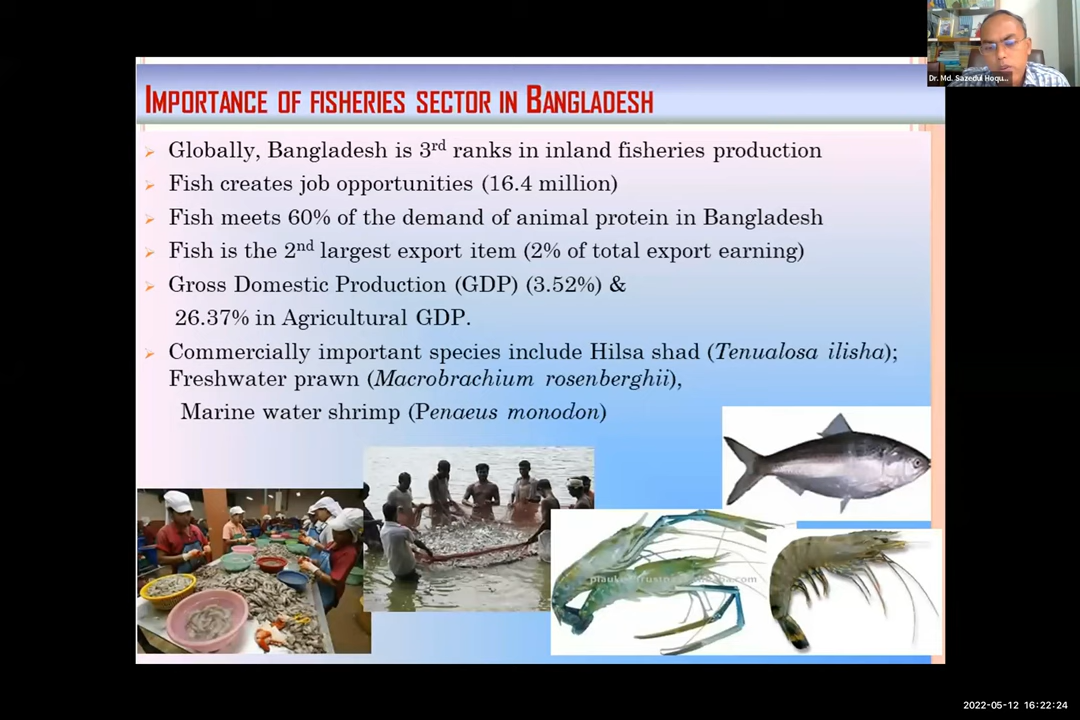 Dr. Md. Sazedul Hoqu...
IMPORTANCE OF FISHERIES SECTOR IN BANGLADESH
➢ Globally, Bangladesh is 3rd ranks in inland fisheries production
➢ Fish creates job opportunities (16.4 million)
➢ Fish meets 60% of the demand of animal protein in Bangladesh
➢ Fish is the 2nd largest export item (2% of total export earning)
➢ Gross Domestic Production (GDP) (3.52%) &
26.37% in Agricultural GDP.
➢ Commercially important species include Hilsa shad (Tenualosa ilisha);
Freshwater prawn (Macrobrachium rosenberghii),
Marine water shrimp (Penaeus monodon)
2022-05-12 16:22:24